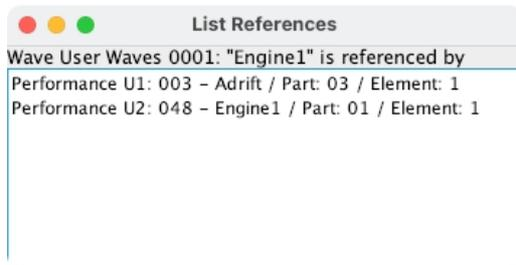 List References
Wave User Waves 0001: "Engine1" is referenced by
Performance U1: 003 – Adrift / Part: 03 / Element: 1
Performance U2: 048 – Engine1 / Part: 01 / Element: 1